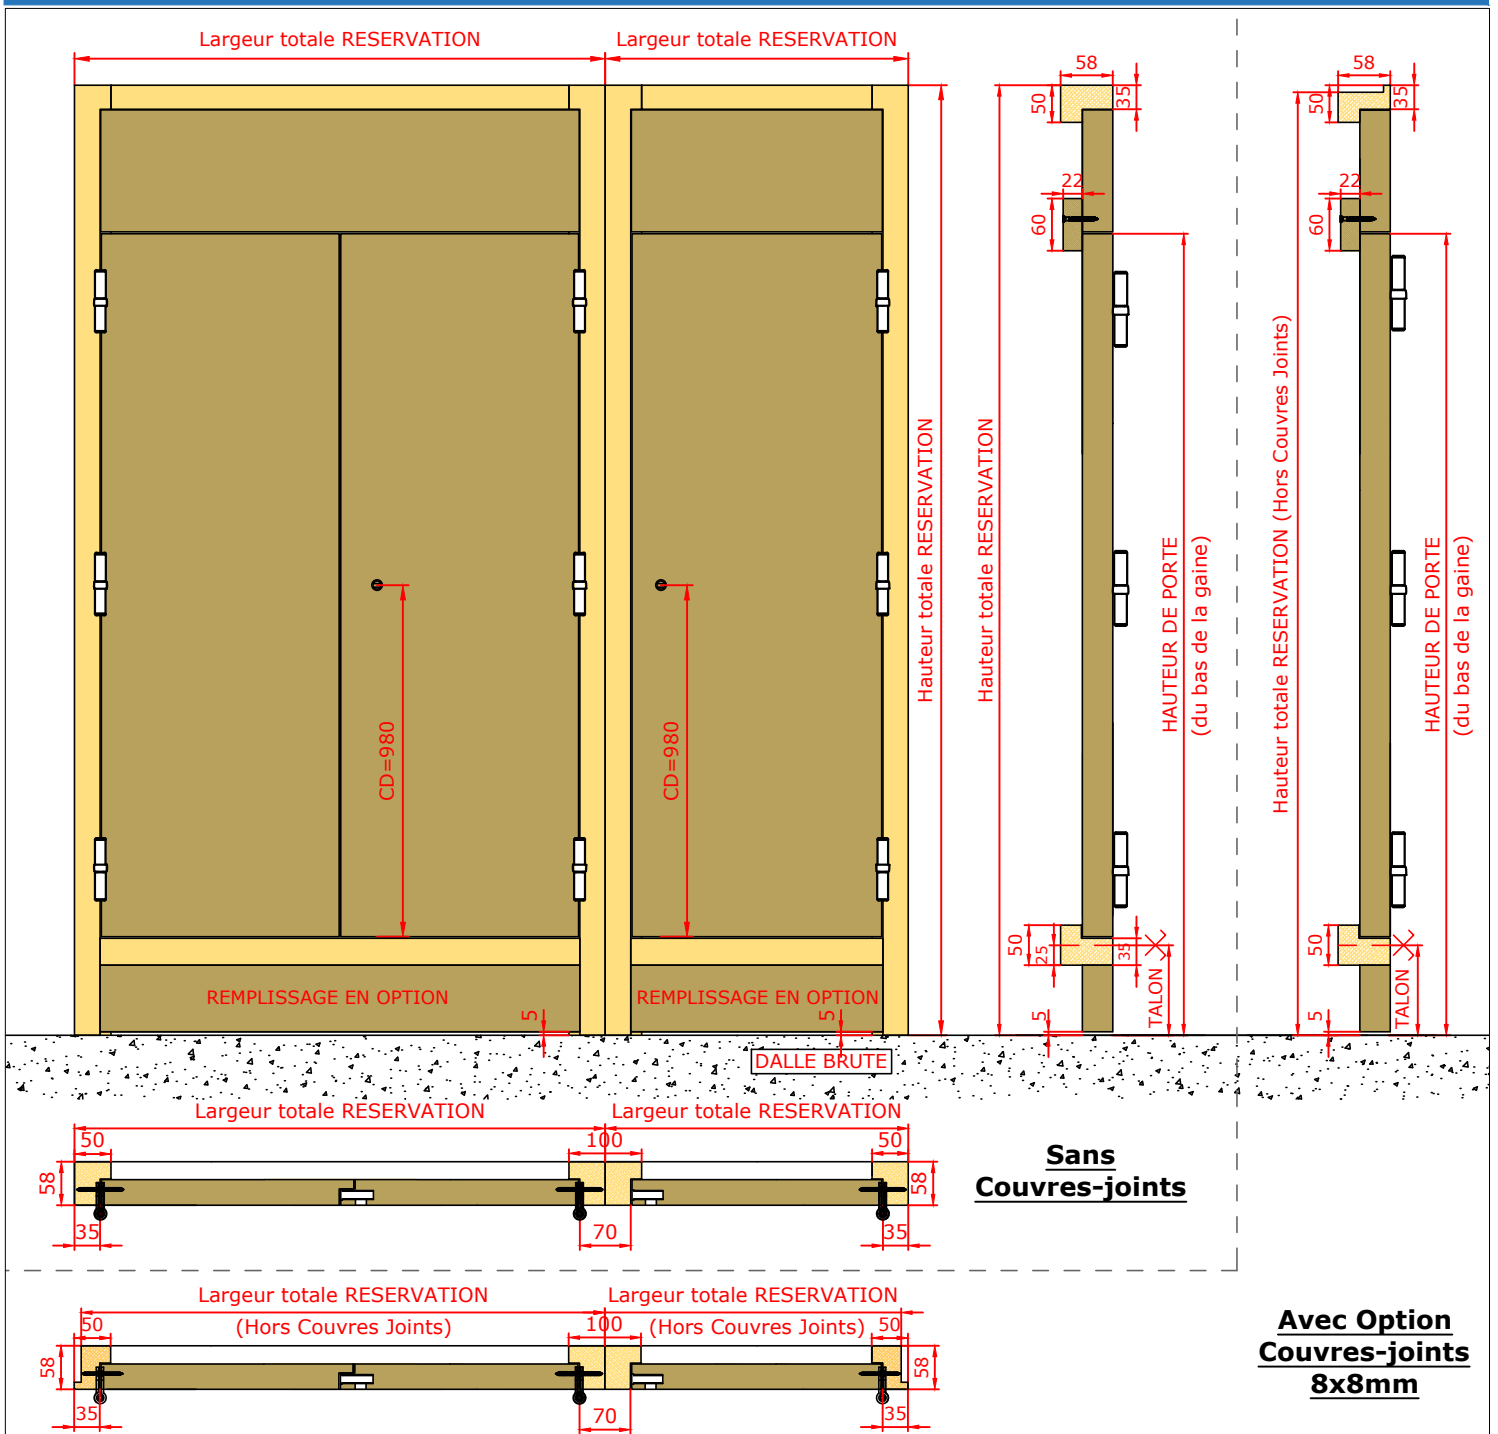 Largeur totale RESERVATION
Largeur totale RESERVATION
58
50
35
22
60
58
50
35
22
60
Hauteur totale RESERVATION
Hauteur totale RESERVATION
HAUTEUR DE PORTE
(du bas de la gaine)
Hauteur totale RESERVATION (Hors Couvres Joints)
HAUTEUR DE PORTE
(du bas de la gaine)
CD=980
CD=980
50
25
35
TALON
5
50
TALON
5
REMPLISSAGE EN OPTION
REMPLISSAGE EN OPTION
5
5
DALLE BRUTE
Largeur totale RESERVATION
Largeur totale RESERVATION
50
100
50
58
58
35
70
35
Sans
Couvres-joints
Largeur totale RESERVATION
(Hors Couvres Joints)
Largeur totale RESERVATION
(Hors Couvres Joints)
50
100
50
58
58
35
70
35
Avec Option
Couvres-joints
8x8mm